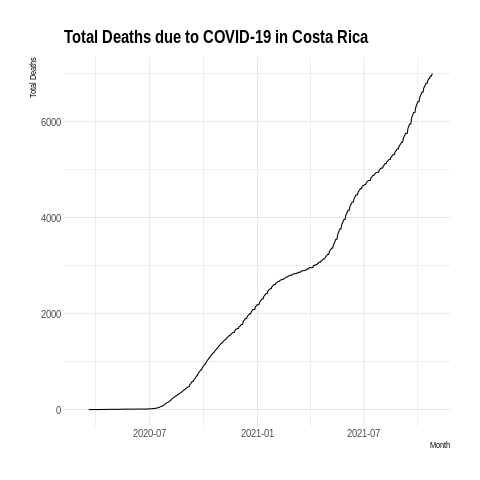 Total Deaths due to COVID-19 in Costa Rica
Total Deaths
6000
4000
2000
0
2020-07 2021-01 2021-07
Month